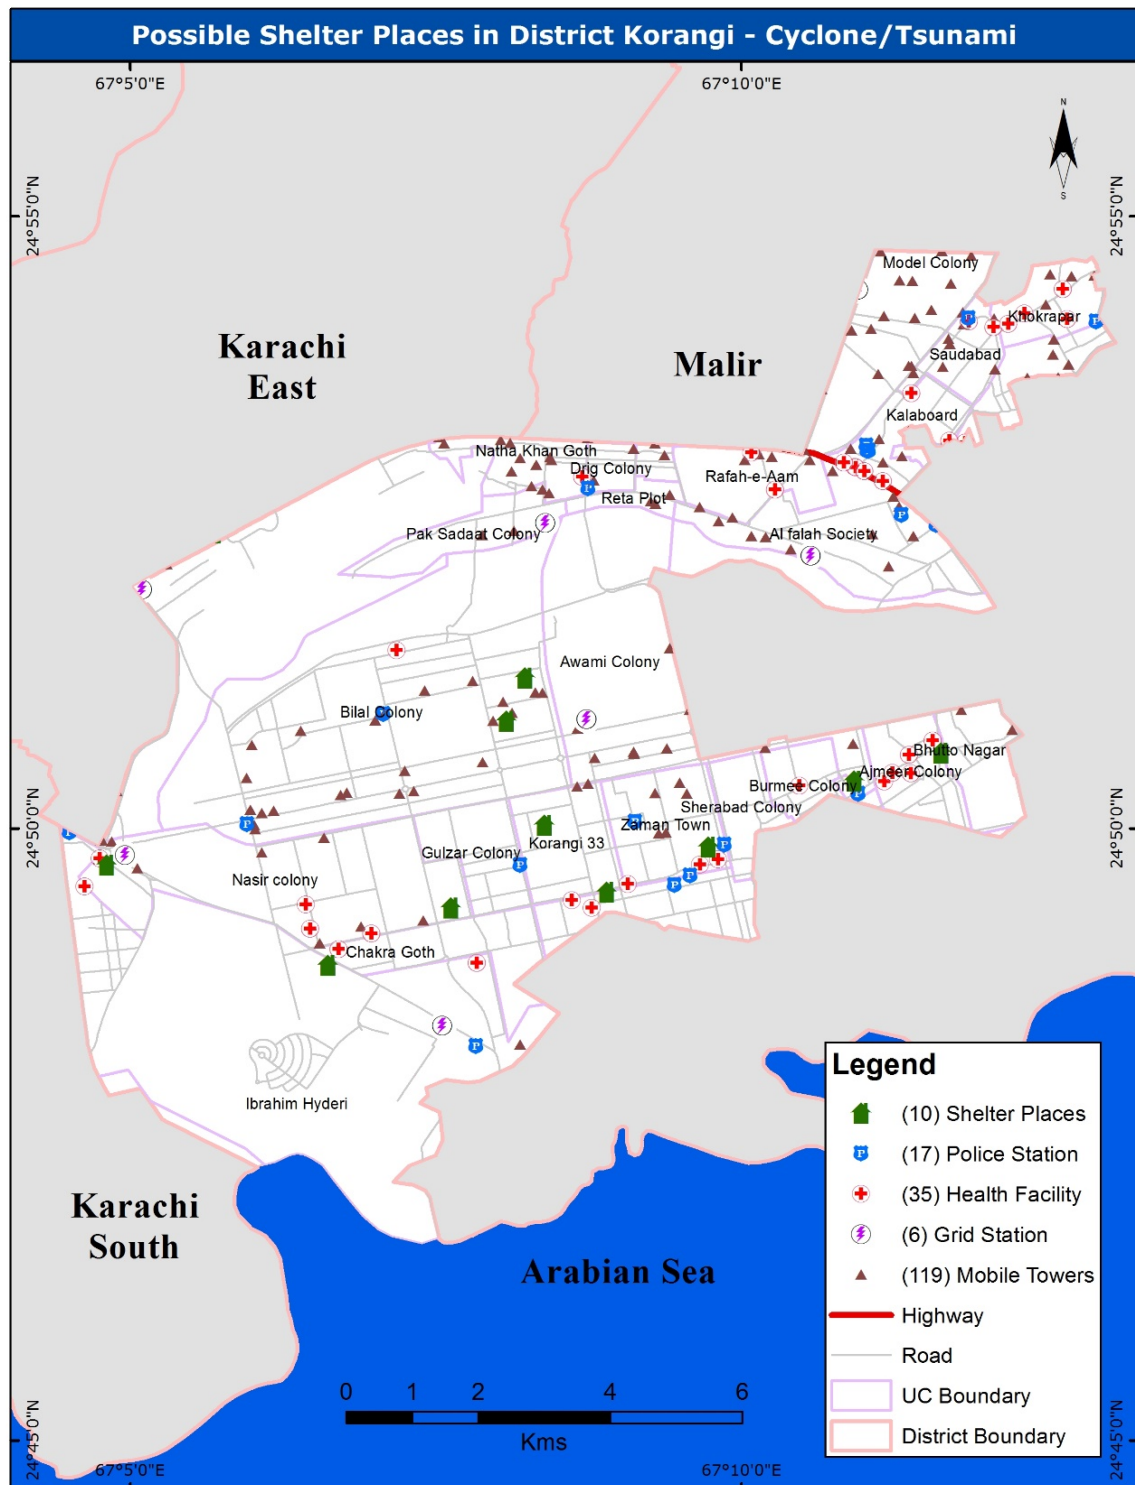 Possible Shelter Places in District Korangi - Cyclone/Tsunami
67°5'0"E
67°10'0"E
N
S
24°55'0"N
24°55'0"N
Model Colony
Khokrapar
Saudabad
Karachi
East
Malir
Kalaboard
Natha Khan Goth
Drig Colony
Rafah-e-Aam
Reta Plot
Pak Sadaat Colony
Al falah Society
Awami Colony
Bilal Colony
Bhutto Nagar
Ajmeer Colony
Burmee Colony
Sherabad Colony
Zaman Town
24°50'0"N
24°50'0"N
Korangi 33
Gulzar Colony
Nasir colony
Chakra Goth
Ibrahim Hyderi
Karachi
South
Arabian Sea
Legend
(10) Shelter Places
(17) Police Station
(35) Health Facility
(6) Grid Station
(119) Mobile Towers
Highway
Road
UC Boundary
District Boundary
0 1 2 4 6
Kms
24°45'0"N
24°45'0"N
67°5'0"E
67°10'0"E